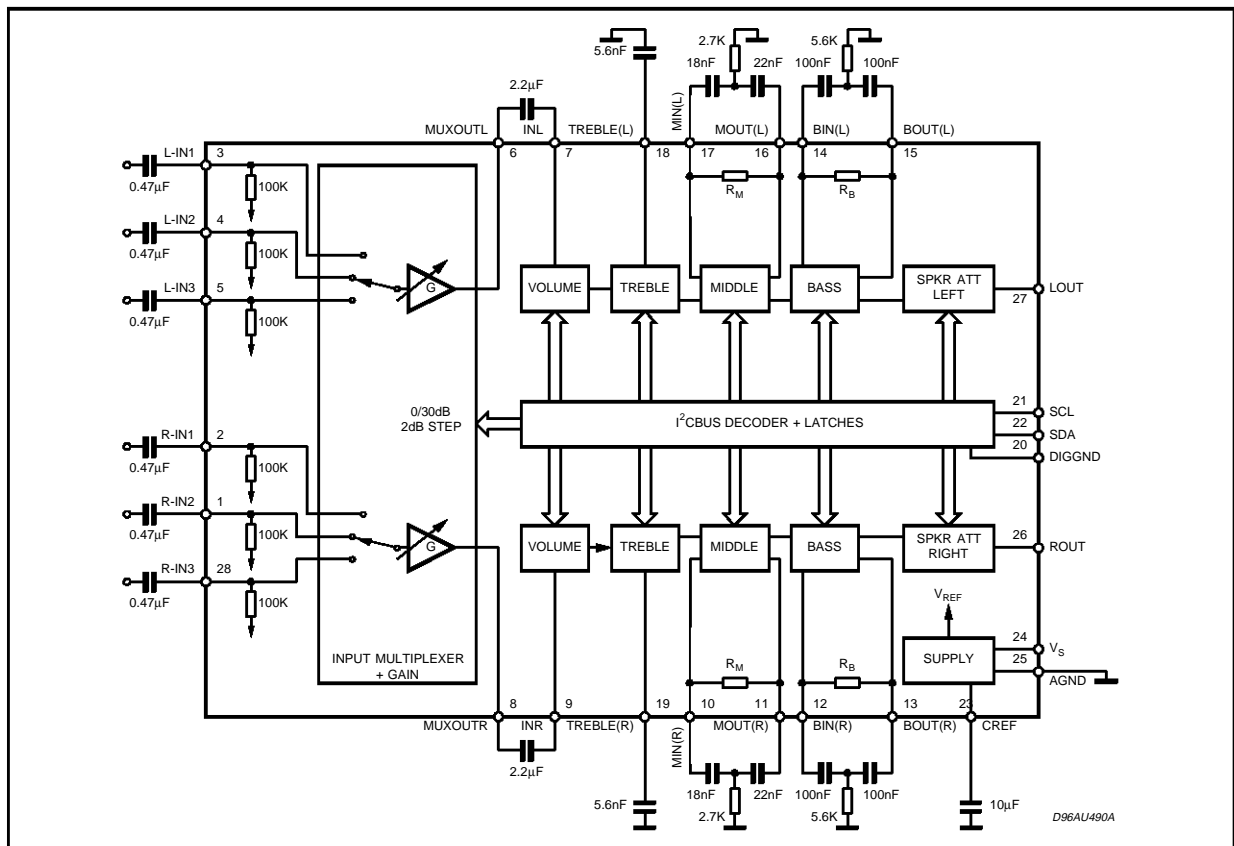 5.6nF
2.7K
5.6K
18nF
22nF
100nF
100nF
2.2µF
MUXOUTL
INL
TREBLE(L)
MIN(L)
MOUT(L)
BIN(L)
BOUT(L)
6
7
18
17
16
14
15
L-IN1
3
0.47µF
100K
L-IN2
4
0.47µF
100K
L-IN3
5
0.47µF
100K
G
R_M
R_B
VOLUME
TREBLE
MIDDLE
BASS
SPKR ATT
LEFT
27
LOUT
0/30dB
2dB STEP
I²CBUS DECODER + LATCHES
21
SCL
22
SDA
20
DIGGND
R-IN1
2
0.47µF
100K
R-IN2
1
0.47µF
100K
R-IN3
28
0.47µF
100K
G
VOLUME
TREBLE
MIDDLE
BASS
SPKR ATT
RIGHT
26
ROUT
V_REF
SUPPLY
24
V_S
25
AGND
INPUT MULTIPLEXER
+ GAIN
R_M
R_B
8
9
19
10
11
12
13
23
MUXOUTR
INR
TREBLE(R)
MIN(R)
MOUT(R)
BIN(R)
BOUT(R)
CREF
2.2µF
5.6nF
18nF
22nF
2.7K
100nF
100nF
5.6K
10µF
D96AU490A